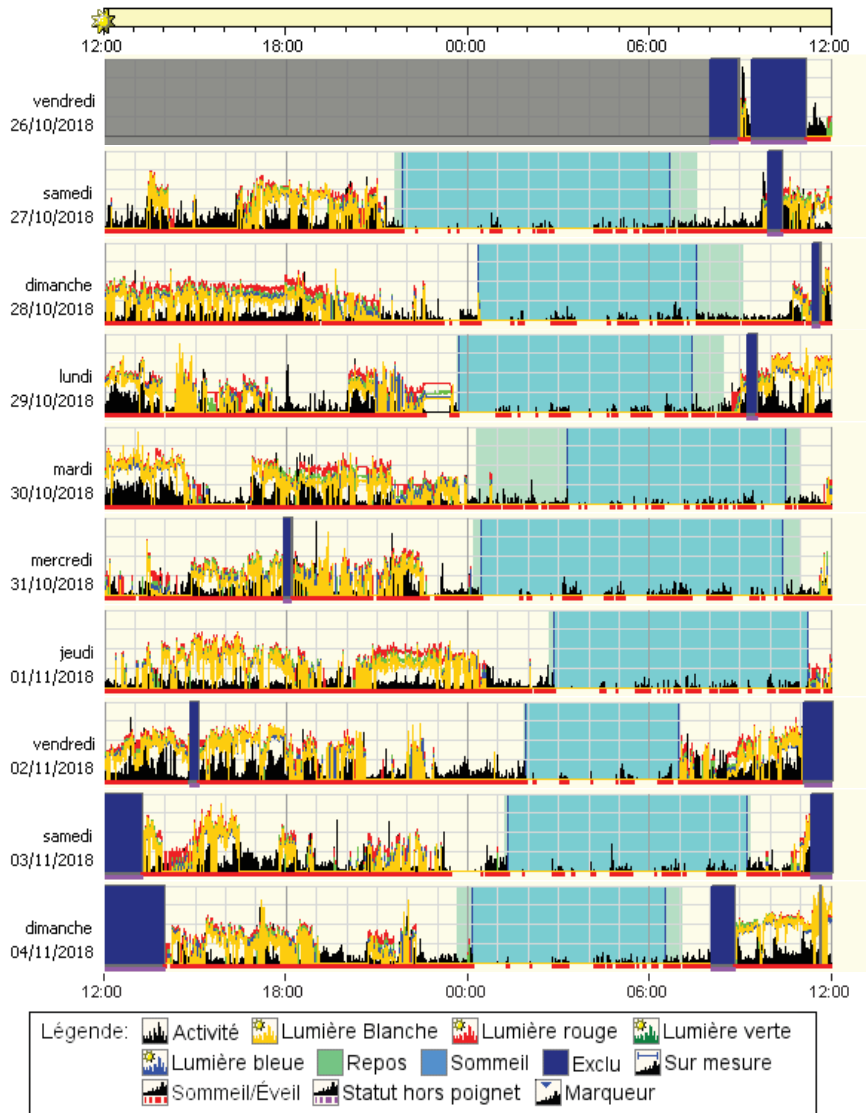 12:00 18:00 00:00 06:00 12:00
vendredi
26/10/2018
samedi
27/10/2018
dimanche
28/10/2018
lundi
29/10/2018
mardi
30/10/2018
mercredi
31/10/2018
jeudi
01/11/2018
vendredi
02/11/2018
samedi
03/11/2018
dimanche
04/11/2018
12:00 18:00 00:00 06:00 12:00
Légende: Activité Lumière Blanche Lumière rouge Lumière verte
Lumière bleue Repos Sommeil Exclu Sur mesure
Sommeil/Éveil Statut hors poignet Marqueur